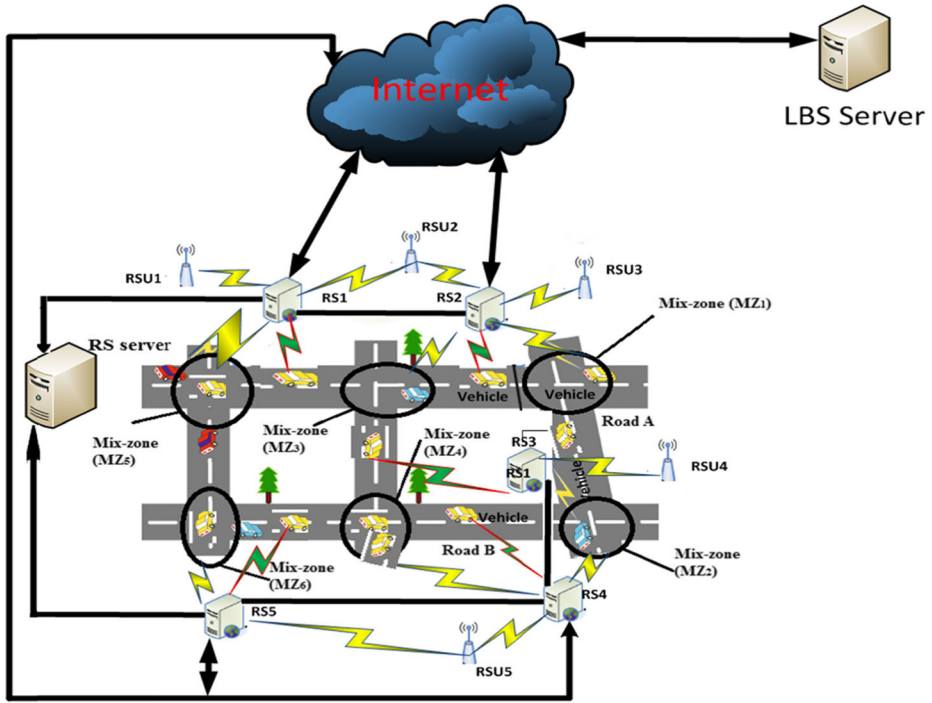 Internet
LBS Server
RSU2
RSU1
RSU3
RS1
RS2
Mix-zone (MZ1)
RS server
Vehicle
Vehicle
Road A
Mix-zone
(MZ5)
Mix-zone
(MZ3)
Mix-zone
(MZ4)
RS3
RS1
RSU4
Vehicle
Vehicle
Road B
Mix-zone
(MZ2)
Mix-zone
(MZ6)
RS4
RS5
RSU5